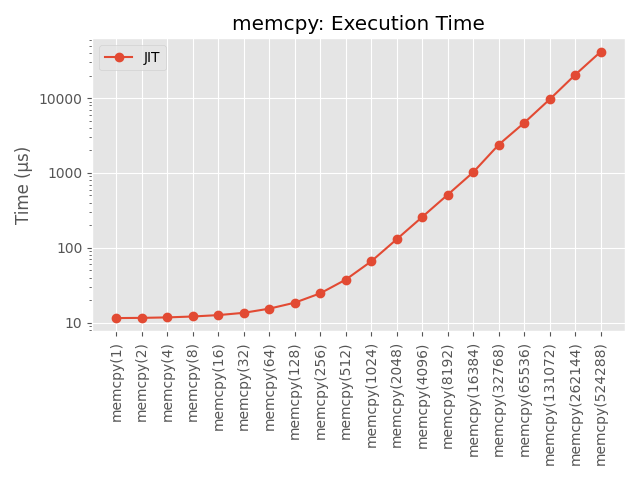 memcpy: Execution Time
JIT
Time (µs)
10000
1000
100
10
memcpy(1)
memcpy(2)
memcpy(4)
memcpy(8)
memcpy(16)
memcpy(32)
memcpy(64)
memcpy(128)
memcpy(256)
memcpy(512)
memcpy(1024)
memcpy(2048)
memcpy(4096)
memcpy(8192)
memcpy(16384)
memcpy(32768)
memcpy(65536)
memcpy(131072)
memcpy(262144)
memcpy(524288)